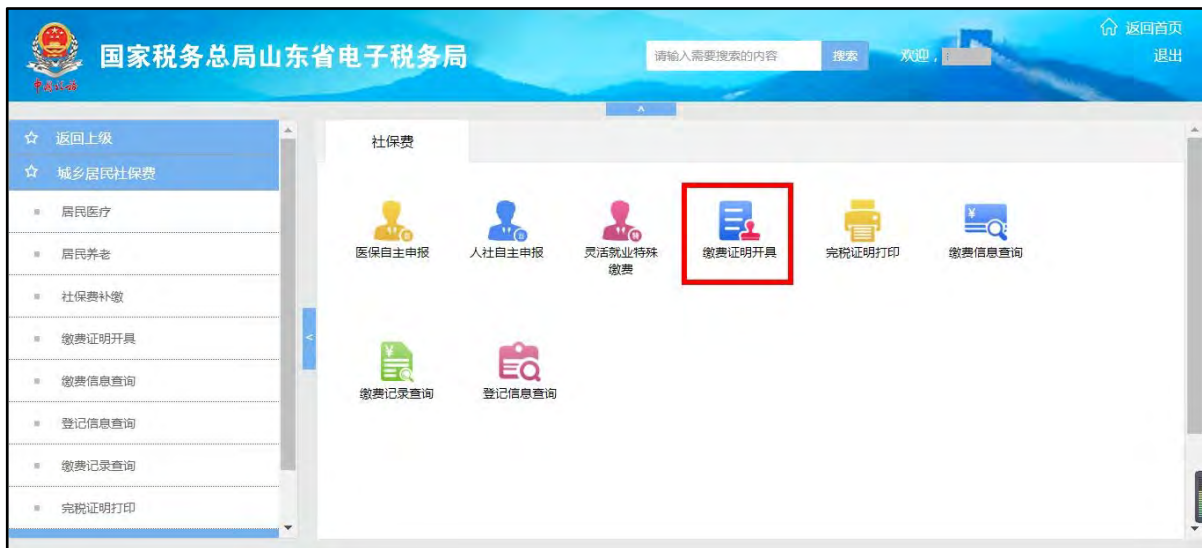 返回首页
国家税务总局山东省电子税务局
请输入需要搜索的内容
搜索
欢迎，
退出
返回上级
城乡居民社保费
居民医疗
居民养老
社保费补缴
缴费证明开具
缴费信息查询
登记信息查询
缴费记录查询
完税证明打印
社保费
医保自主申报
人社自主申报
灵活就业特殊
缴费
缴费证明开具
完税证明打印
缴费信息查询
缴费记录查询
登记信息查询